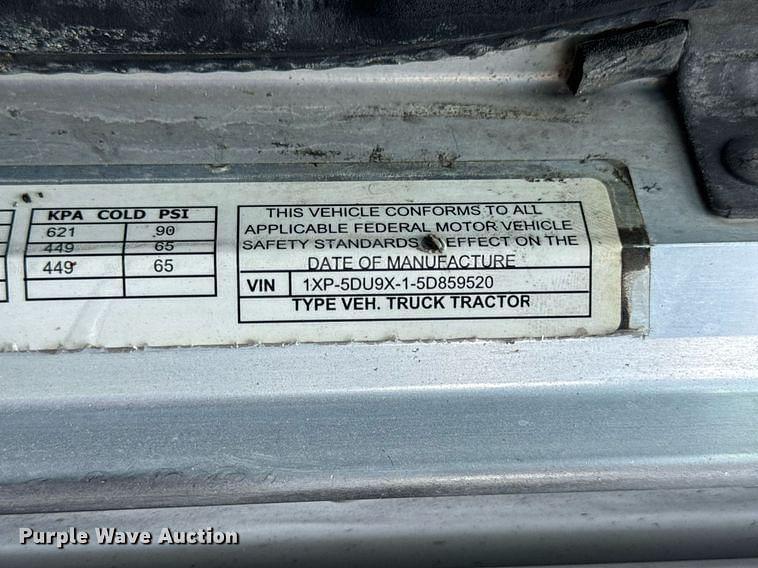 KPA COLD PSI
621 90
449 65
449 65
THIS VEHICLE CONFORMS TO ALL
APPLICABLE FEDERAL MOTOR VEHICLE
SAFETY STANDARDS EFFECT ON THE
DATE OF MANUFACTURE
VIN 1XP-5DU9X-1-5D859520
TYPE VEH. TRUCK TRACTOR
Purple Wave Auction